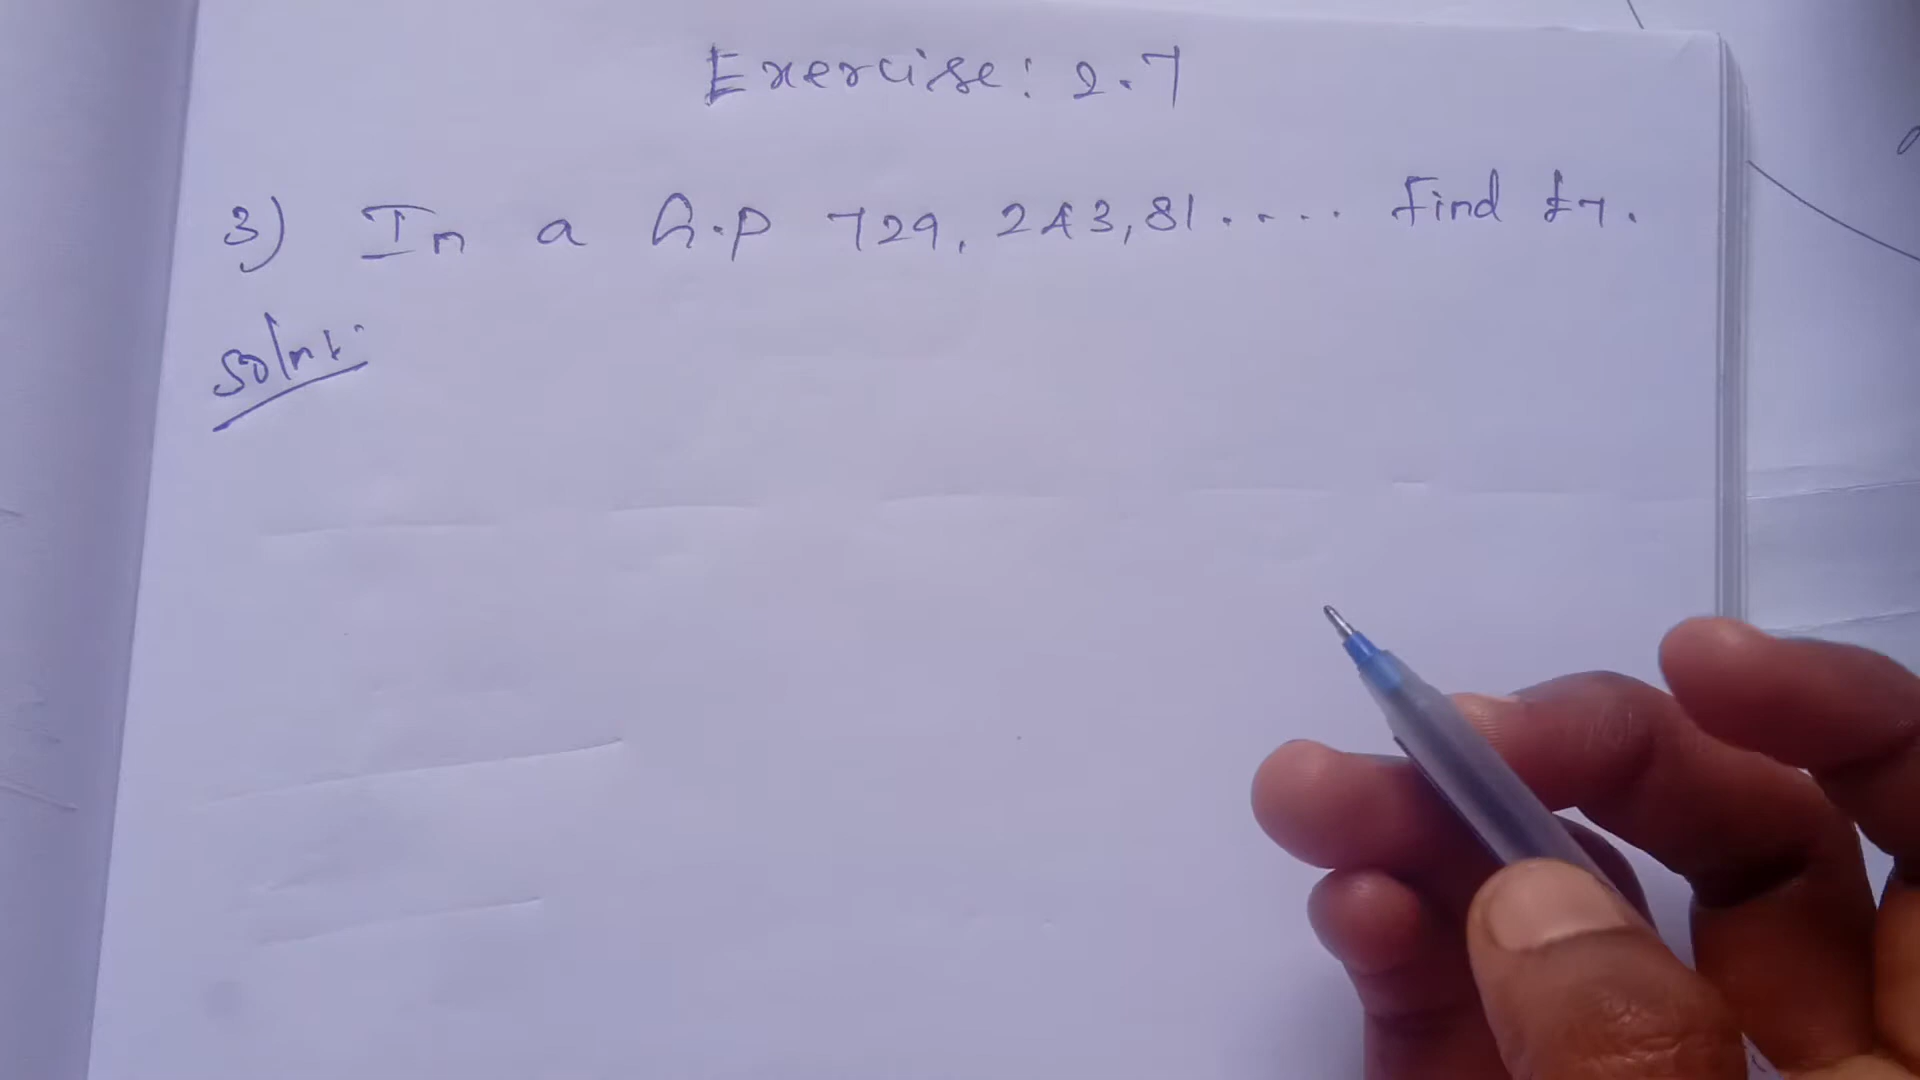 Exercise: 2.7
3) In a G.P 729, 243, 81..... Find t7.
Soln: